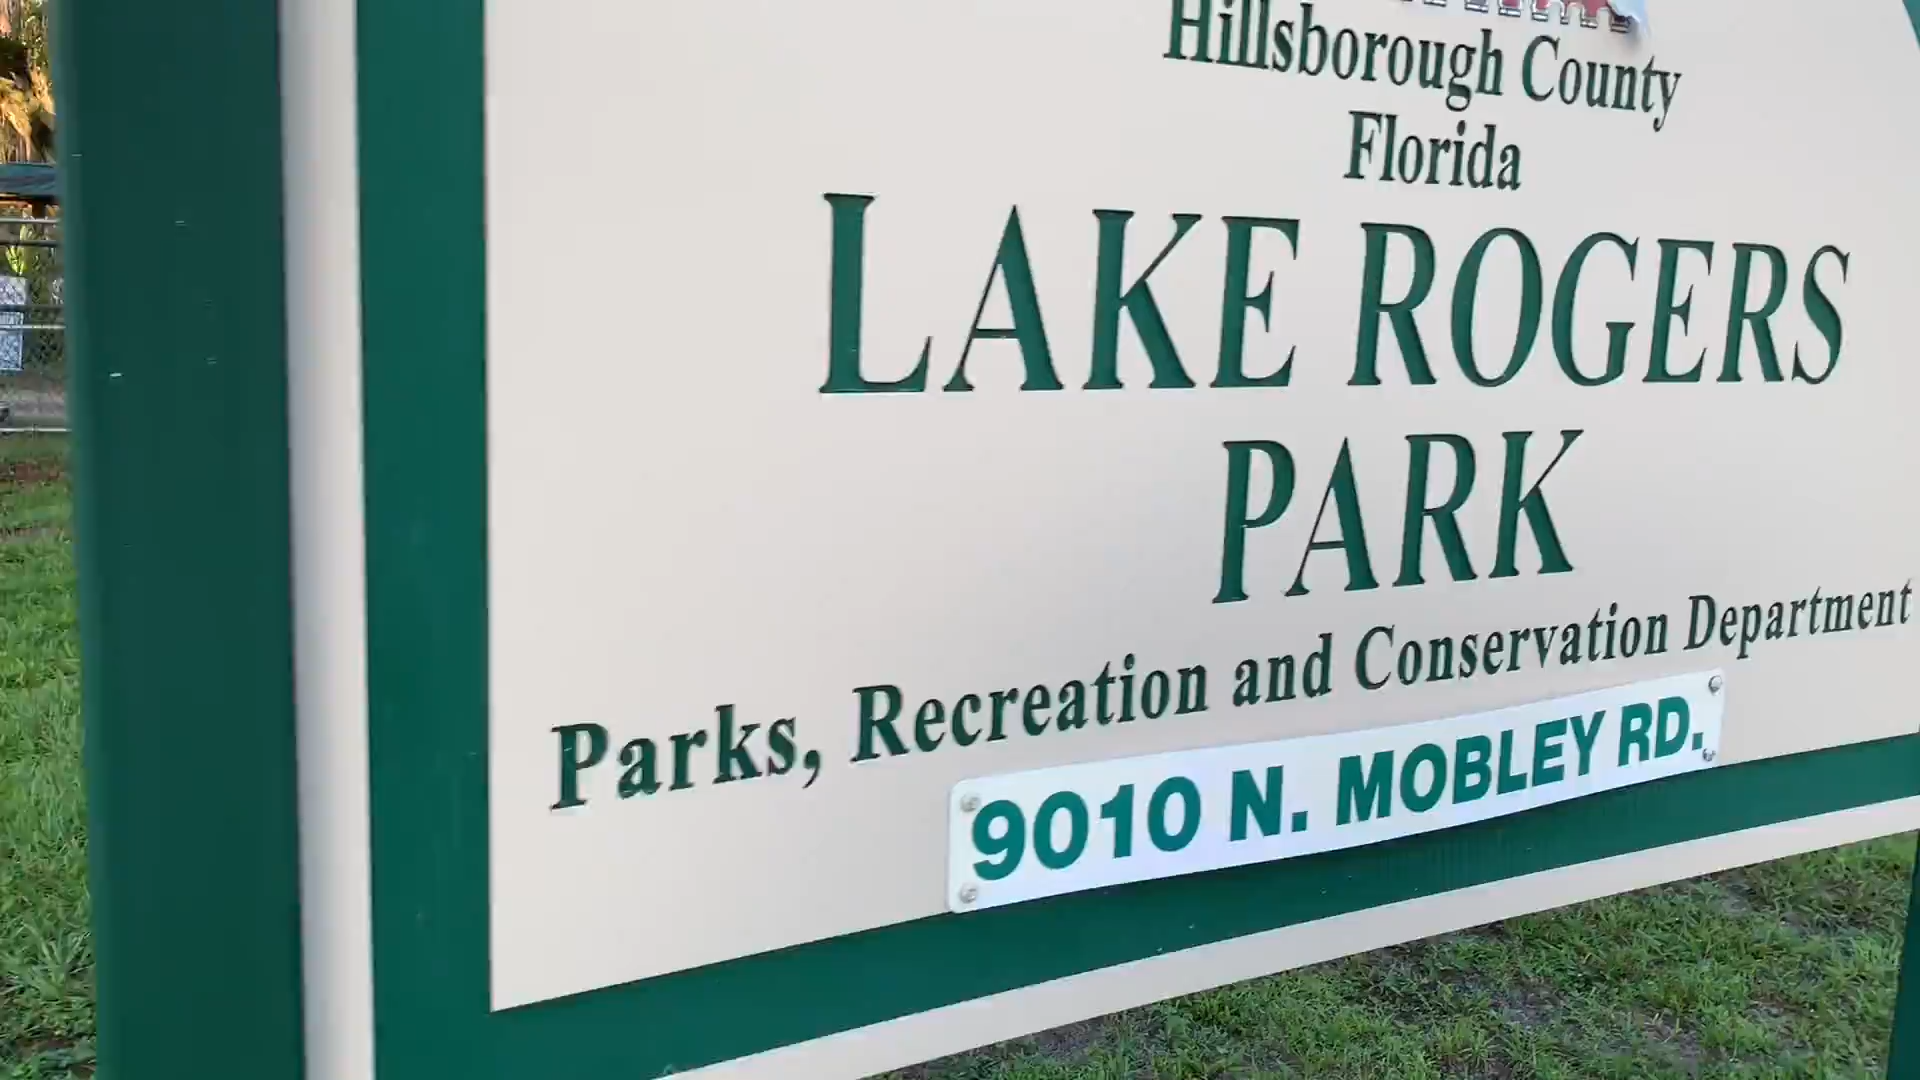 Hillsborough County
Florida
LAKE ROGERS
PARK
Parks, Recreation and Conservation Department
9010 N. MOBLEY RD.